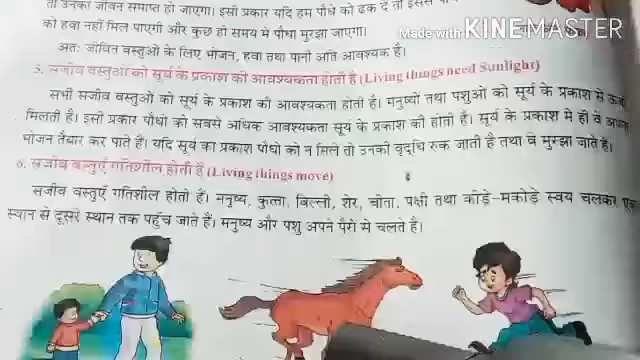 तो उनका जीवन समाप्त हो जाएगा। इसी प्रकार यदि हम पौधे को ढक दें तो इससे
को हवा नहीं मिल पाएगी और कुछ ही समय में पौधा मुरझा जाएगा।
Made with KINEMASTER
अतः जीवित वस्तुओं के लिए भोजन, हवा तथा पानी अति आवश्यक है।
5. सजीव वस्तुओं को सूर्य के प्रकाश की आवश्यकता होती है (Living things need Sunlight)
सभी सजीव वस्तुओं को सूर्य के प्रकाश की आवश्यकता होती है। मनुष्यों तथा पशुओं को सूर्य के प्रकाश से
मिलती है। इसी प्रकार पौधों को सबसे अधिक आवश्यकता सूर्य के प्रकाश की होती है। सूर्य के प्रकाश में ही वे
भोजन तैयार कर पाते हैं। यदि सूर्य का प्रकाश पौधों को न मिले तो उनकी वृद्धि रुक जाती है तथा वे मुरझा जाते हैं।
6. सजीव वस्तुएँ गतिशील होती हैं (Living things move)
सजीव वस्तुएँ गतिशील होती हैं। मनुष्य, कुत्ता, बिल्ली, शेर, चीता, पक्षी तथा कीड़े-मकोड़े स्वयं चलकर एक
स्थान से दूसरे स्थान तक पहुँच जाते हैं। मनुष्य और पशु अपने पैरों से चलते हैं।